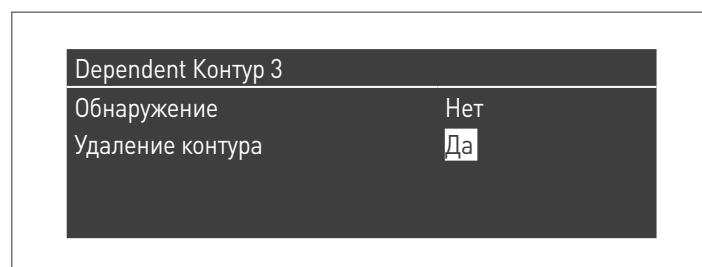 Dependent Контур 3
Обнаружение Нет
Удаление контура Да